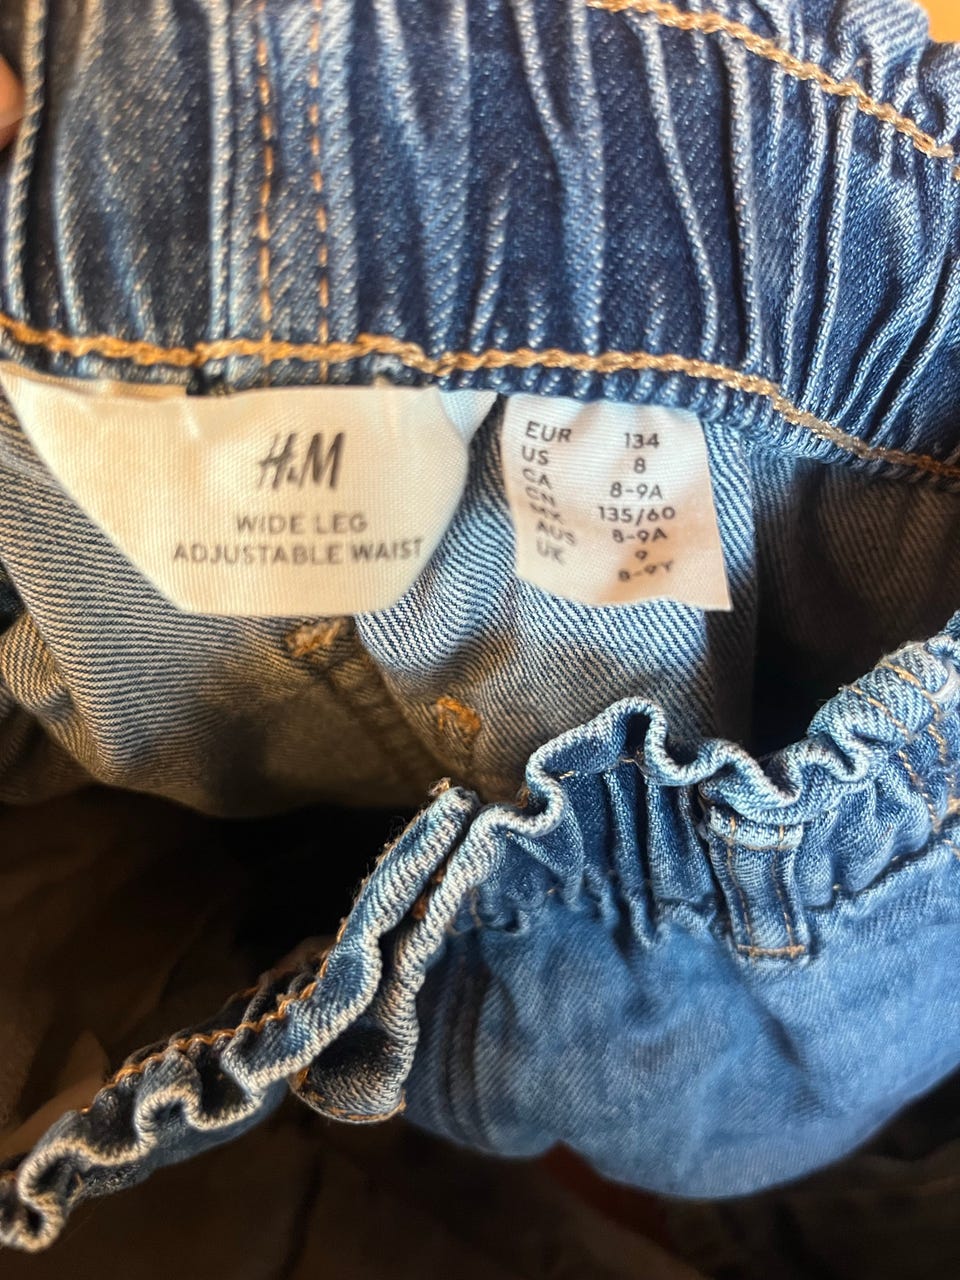 H&M
WIDE LEG
ADJUSTABLE WAIST
EUR 134
US 8
CA 8-9A
CN 135/60
MX 8-9A
AUS 9
UK 8-9Y